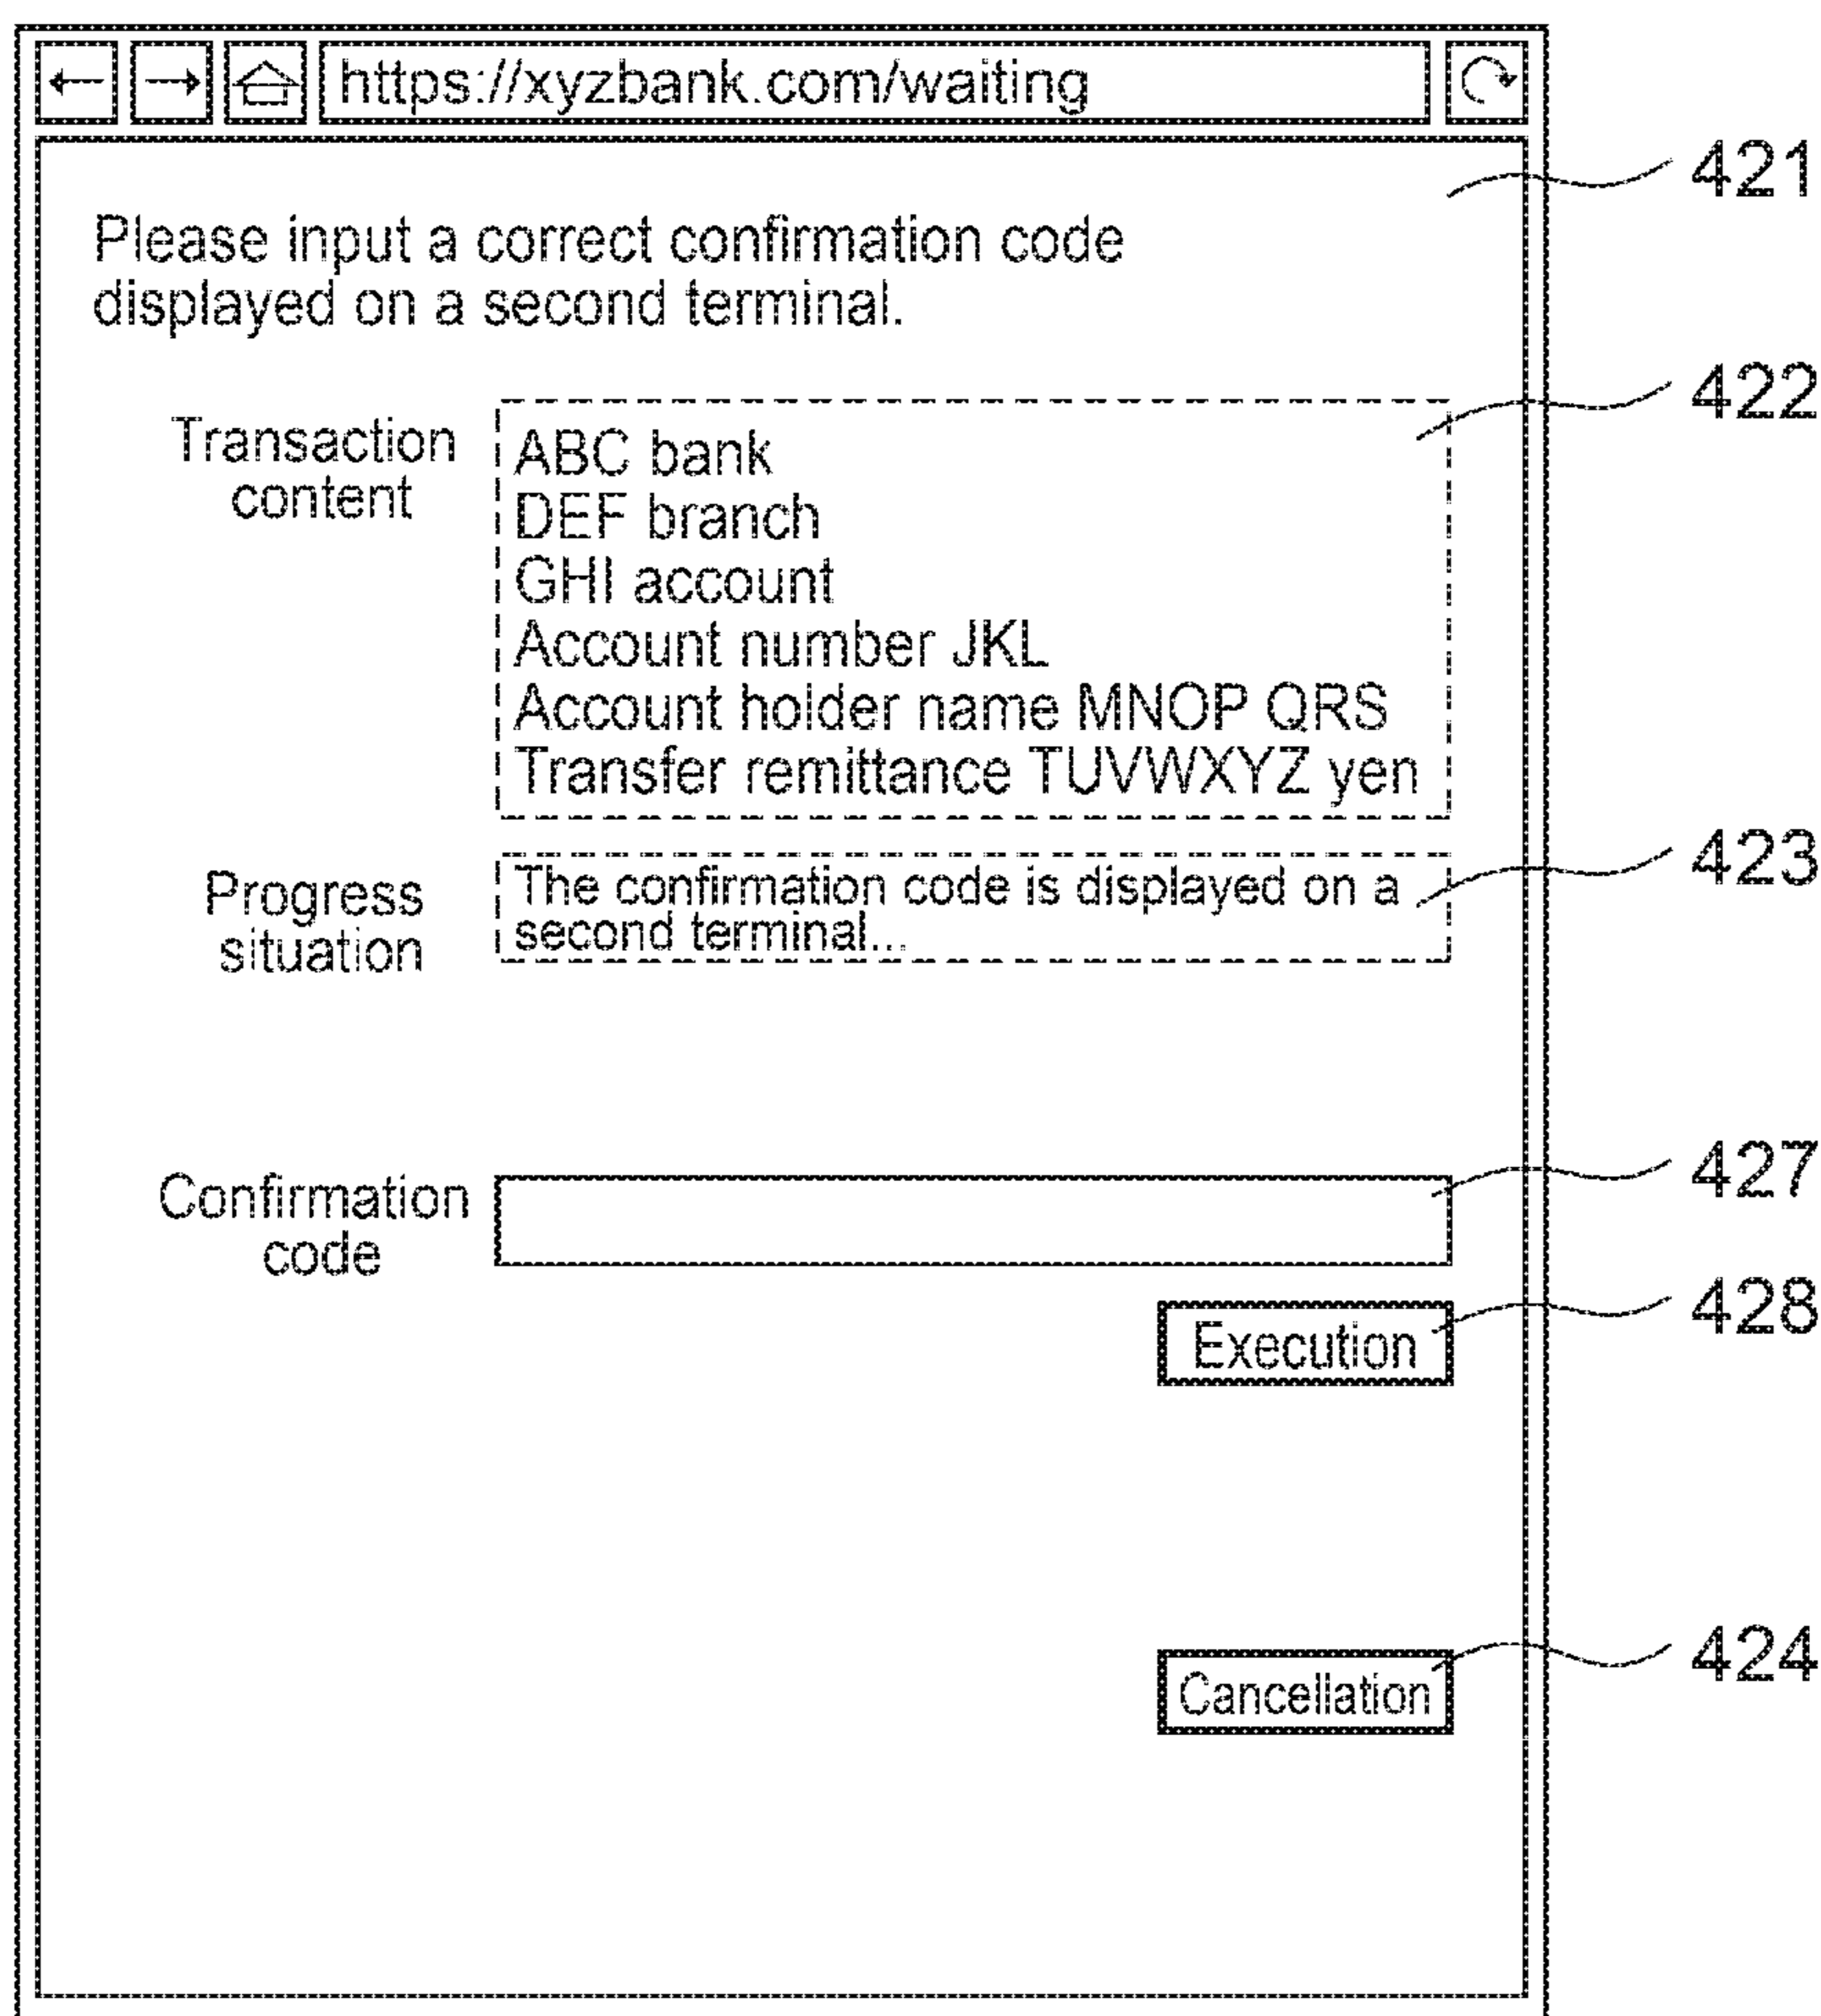 https://xyzbank.com/waiting
421
Please input a correct confirmation code
displayed on a second terminal.
422
Transaction
content
ABC bank
DEF branch
GHI account
Account number JKL
Account holder name MNOP QRS
Transfer remittance TUVWXYZ yen
423
Progress
situation
The confirmation code is displayed on a
second terminal...
427
Confirmation
code
428
Execution
424
Cancellation